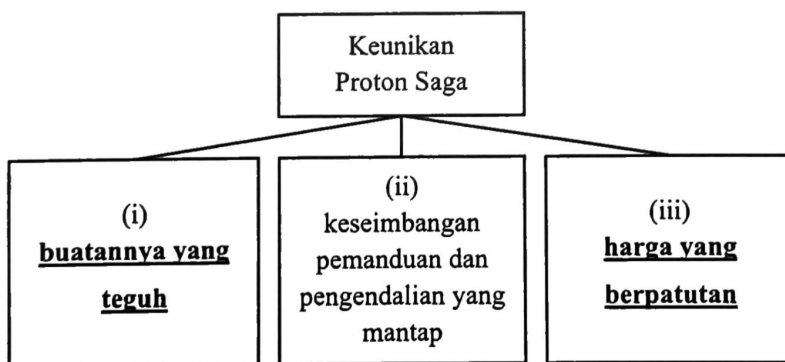 Keunikan
Proton Saga
(i)
buatannya yang
teguh
(ii)
keseimbangan
pemanduan dan
pengendalian yang
mantap
(iii)
harga yang
berpatutan